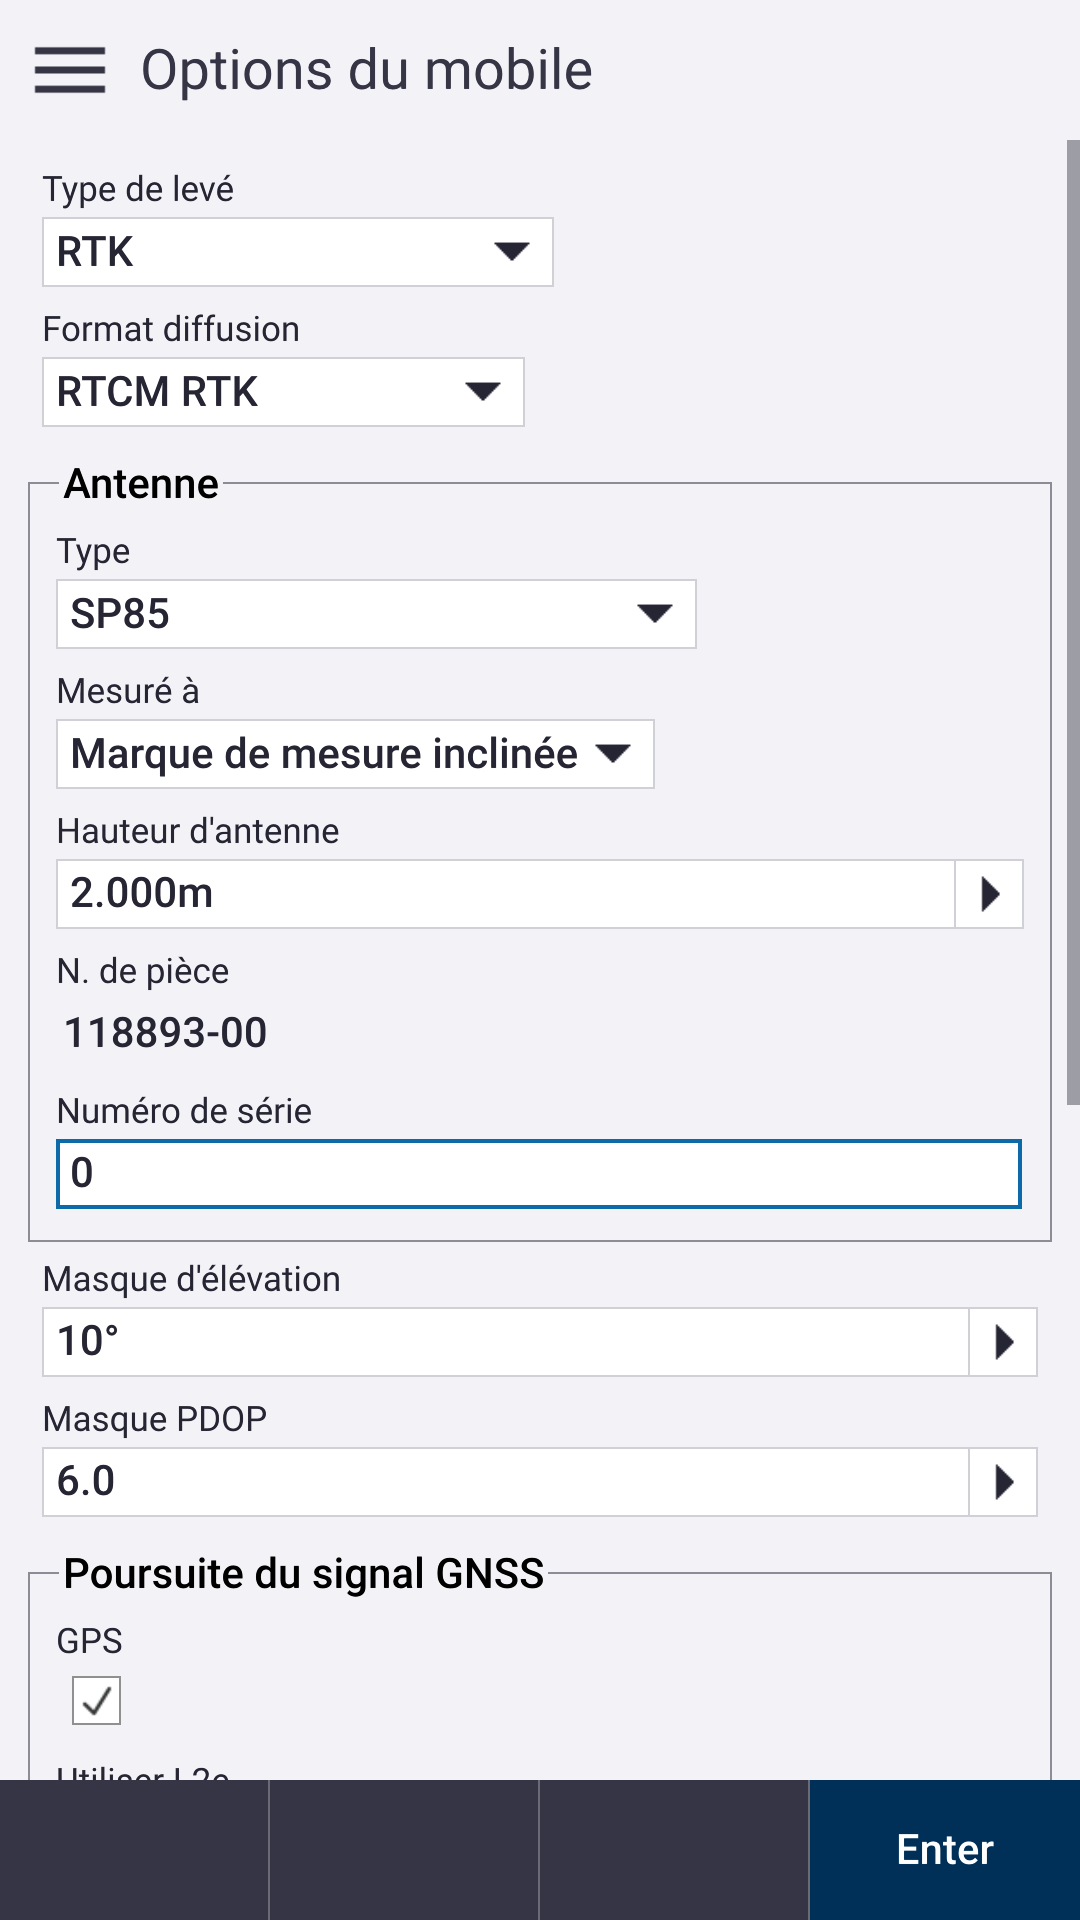 Options du mobile
Type de levé
RTK
Format diffusion
RTCM RTK
Antenne
Type
SP85
Mesuré à
Marque de mesure inclinée
Hauteur d'antenne
2.000m
N. de pièce
118893-00
Numéro de série
0
Masque d'élévation
10°
Masque PDOP
6.0
Poursuite du signal GNSS
GPS
Utiliser L2c
Enter